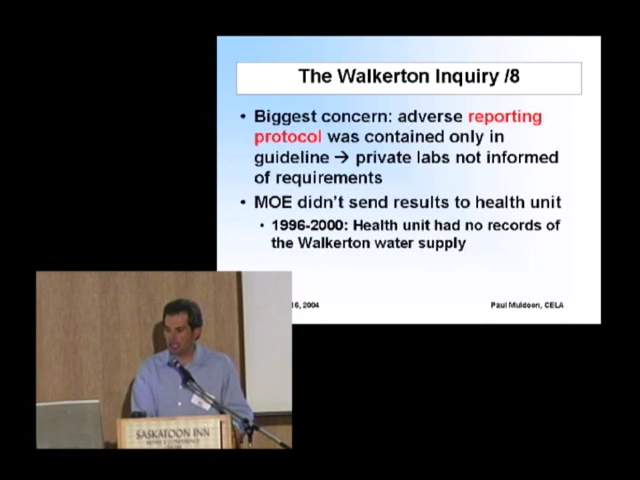 The Walkerton Inquiry /8
• Biggest concern: adverse reporting
protocol was contained only in
guideline → private labs not informed
of requirements
• MOE didn't send results to health unit
• 1996-2000: Health unit had no records of
the Walkerton water supply
16, 2004
Paul Muldoon, CELA
SASKATOON INN